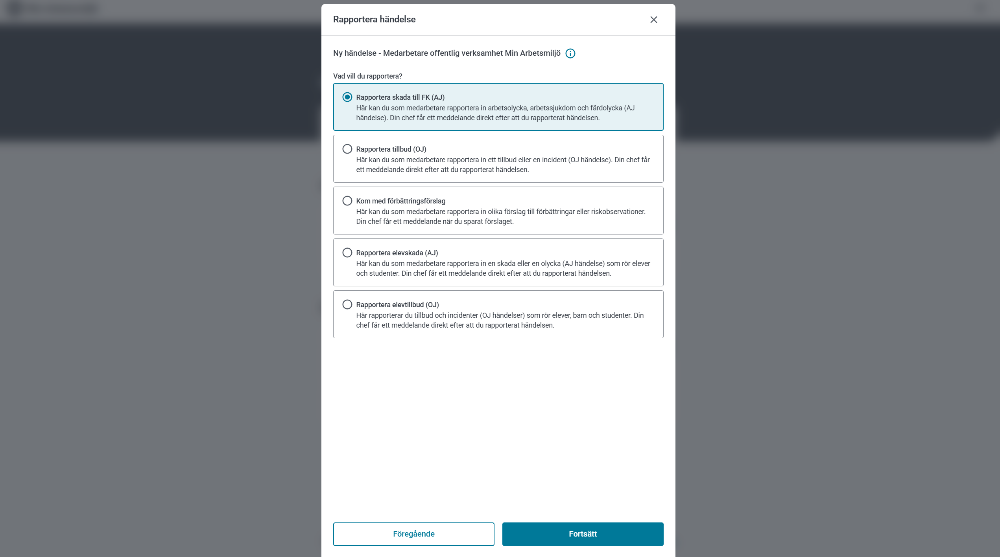 Rapportera händelse
Ny händelse - Medarbetare offentlig verksamhet Min Arbetsmiljö
Vad vill du rapportera?
Rapportera skada till FK (AJ)
Här kan du som medarbetare rapportera in arbetsolycka, arbetssjukdom och färdolycka (AJ
händelse). Din chef får ett meddelande direkt efter att du rapporterat händelsen.
Rapportera tillbud (OJ)
Här kan du som medarbetare rapportera in ett tillbud eller en incident (OJ händelse). Din chef får
ett meddelande direkt efter att du rapporterat händelsen.
Kom med förbättringsförslag
Här kan du som medarbetare rapportera in olika förslag till förbättringar eller riskobservationer.
Din chef får ett meddelande när du sparat förslaget.
Rapportera elevskada (AJ)
Här kan du som medarbetare rapportera in en skada eller en olycka (AJ händelse) som rör elever
och studenter. Din chef får ett meddelande direkt efter att du rapporterat händelsen.
Rapportera elevtillbud (OJ)
Här rapporterar du tillbud och incidenter (OJ händelser) som rör elever, barn och studenter. Din
chef får ett meddelande direkt efter att du rapporterat händelsen.
Föregående
Fortsätt